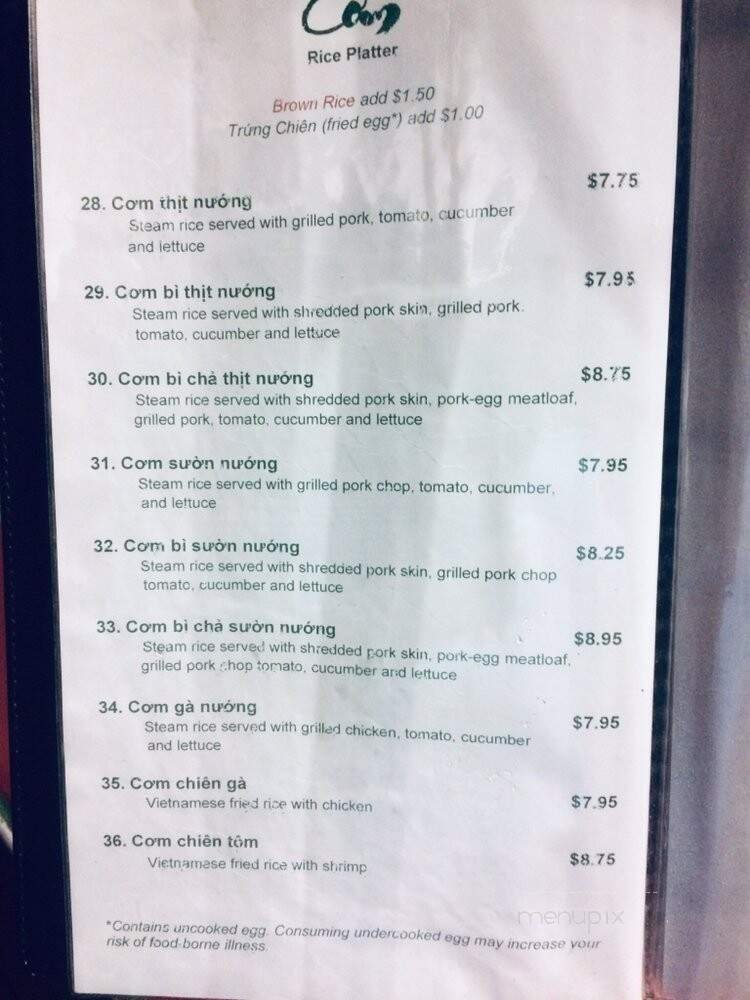 Cơm
Rice Platter
Brown Rice add $1.50
Trứng Chiên (fried egg*) add $1.00
28. Cơm thịt nướng $7.75
Steam rice served with grilled pork, tomato, cucumber
and lettuce
29. Cơm bì thịt nướng $7.95
Steam rice served with shredded pork skin, grilled pork.
tomato, cucumber and lettuce
30. Cơm bì chả thịt nướng $8.75
Steam rice served with shredded pork skin, pork-egg meatloaf,
grilled pork, tomato, cucumber and lettuce
31. Cơm sườn nướng $7.95
Steam rice served with grilled pork chop, tomato, cucumber,
and lettuce
32. Cơm bì sườn nướng $8.25
Steam rice served with shredded pork skin, grilled pork chop
tomato, cucumber and lettuce
33. Cơm bì chả sườn nướng $8.95
Steam rice served with shredded pork skin, pork-egg meatloaf,
grilled pork chop tomato, cucumber and lettuce
34. Cơm gà nướng $7.95
Steam rice served with grilled chicken, tomato, cucumber
and lettuce
35. Cơm chiên gà $7.95
Vietnamese fried rice with chicken
36. Cơm chiên tôm $8.75
Vietnamese fried rice with shrimp
menupix
*Contains uncooked egg. Consuming undercooked egg may increase your
risk of food-borne illness.